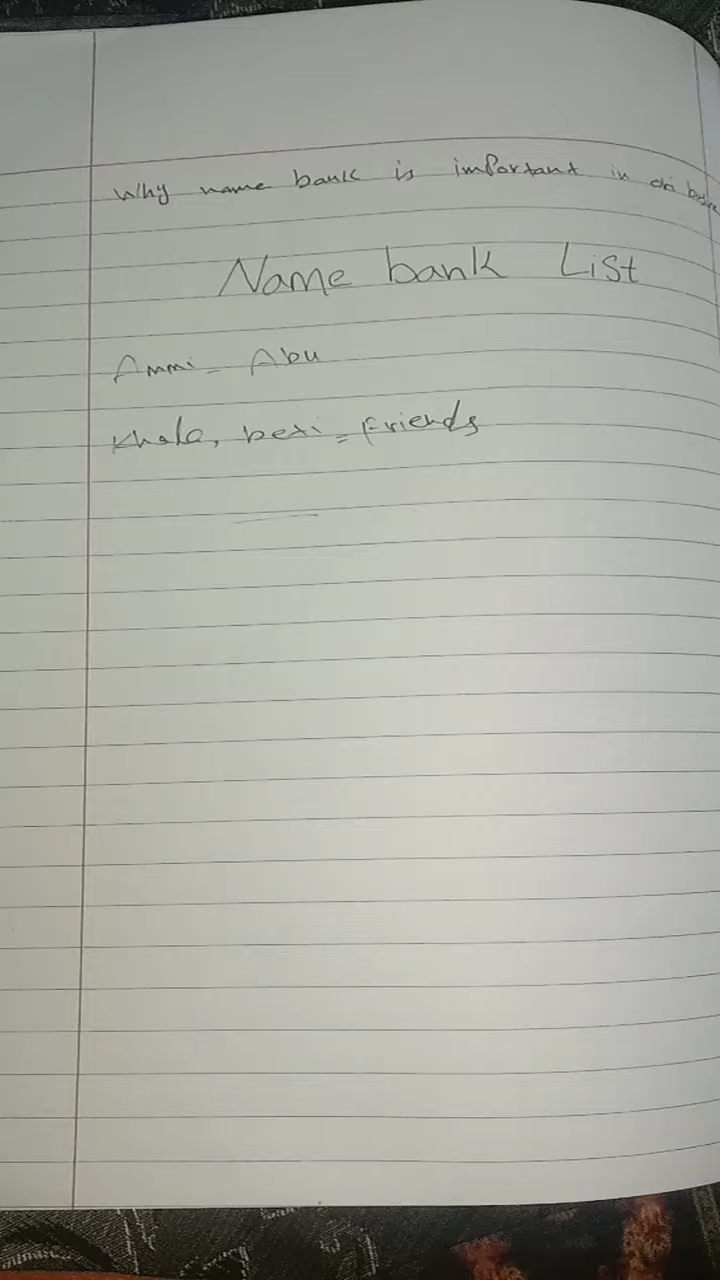 Why name bank is important in
Name bank List
Ammi - Abu
Khala, beti = friends